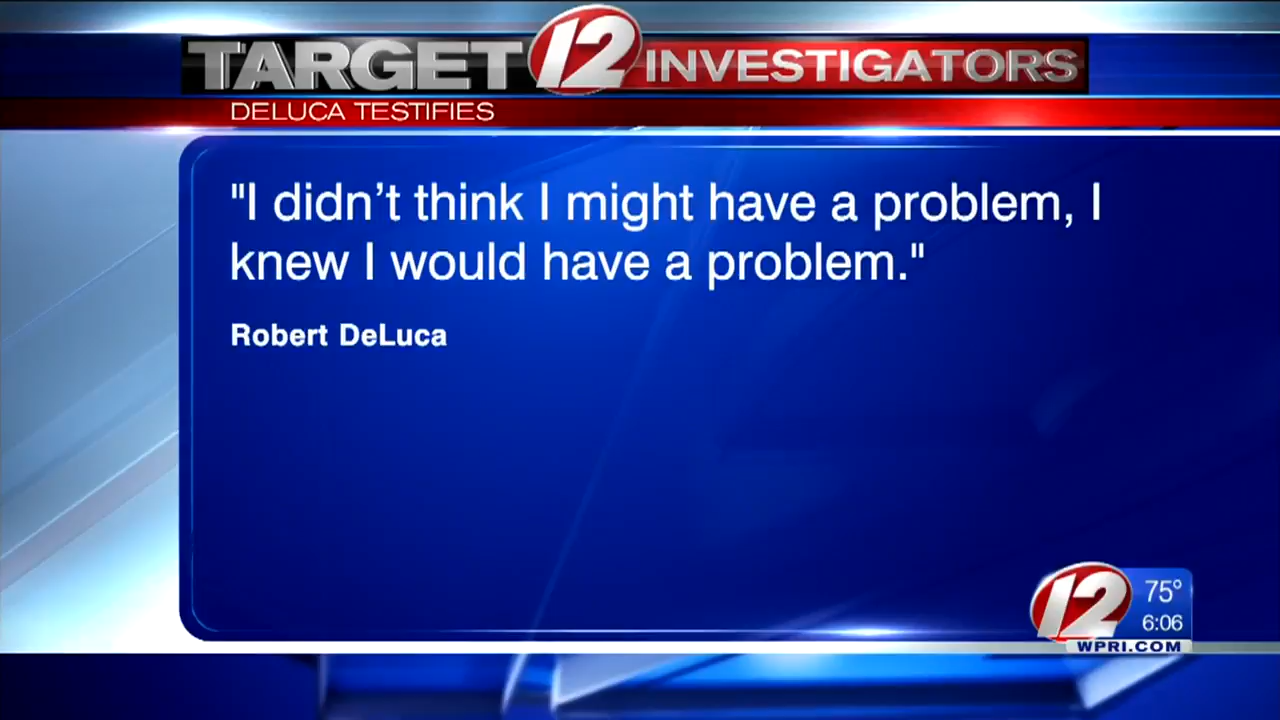 TARGET 12 INVESTIGATORS
DELUCA TESTIFIES
"I didn’t think I might have a problem, I
knew I would have a problem."
Robert DeLuca
12 75°
6:06
WPRI.COM